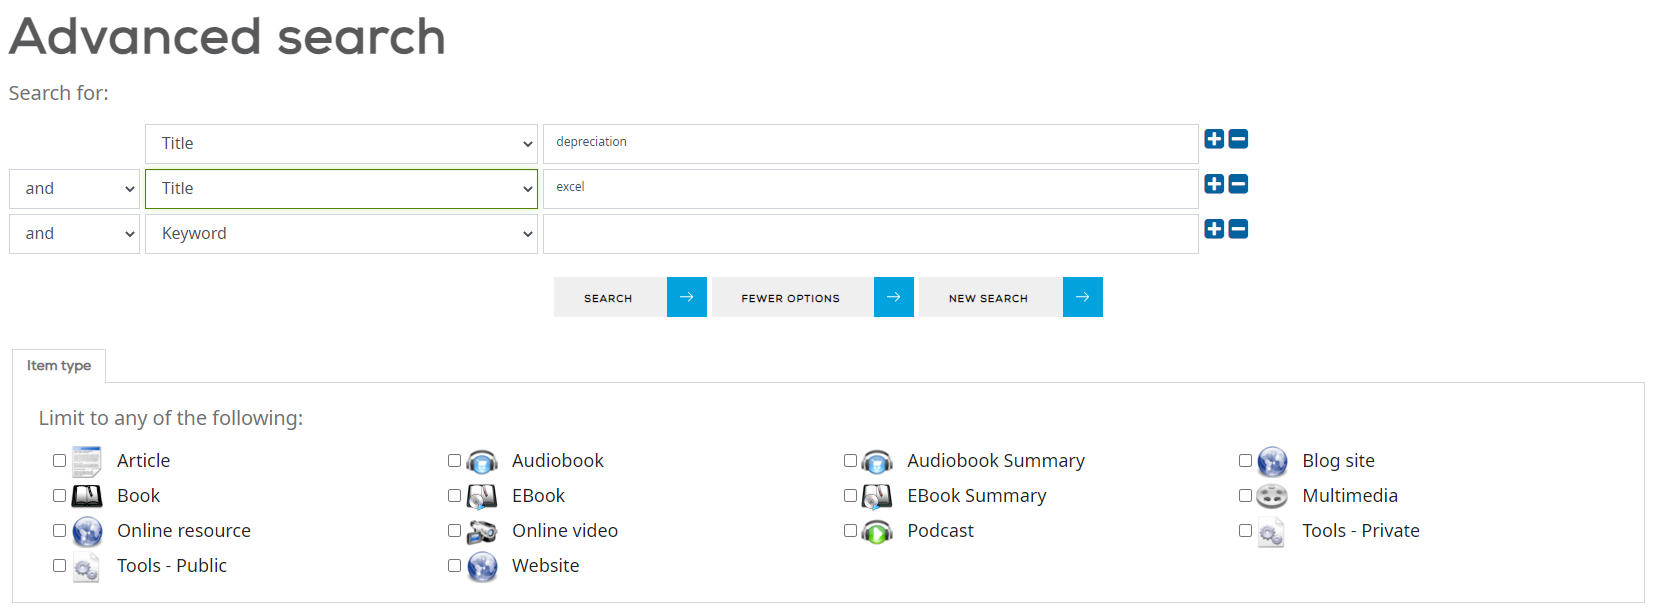 Advanced search
Search for:
Title depreciation
and Title excel
and Keyword
SEARCH FEWER OPTIONS NEW SEARCH
Item type
Limit to any of the following:
Article Audiobook Audiobook Summary Blog site
Book EBook EBook Summary Multimedia
Online resource Online video Podcast Tools - Private
Tools - Public Website